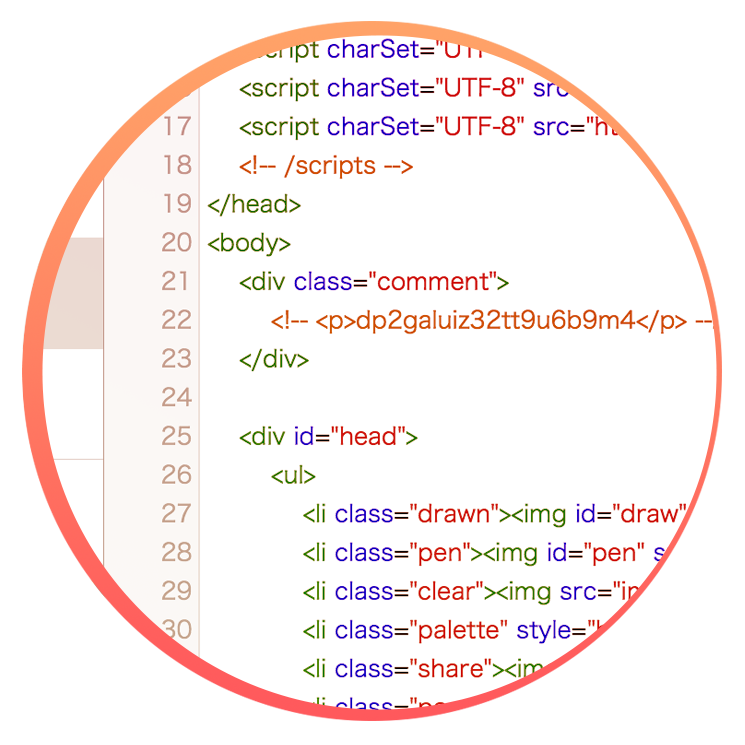 charSet="UTF-
<script charSet="UTF-8" src
17 <script charSet="UTF-8" src="ht
18 <!-- /scripts -->
19 </head>
20 <body>
21 <div class="comment">
22 <!-- <p>dp2galuiz32tt9u6b9m4</p> --
23 </div>
24
25 <div id="head">
26 <ul>
27 <li class="drawn"><img id="draw"
28 <li class="pen"><img id="pen" s
29 <li class="clear"><img src="im
30 <li class="palette" style="
<li class="share"><im
<li class="pe